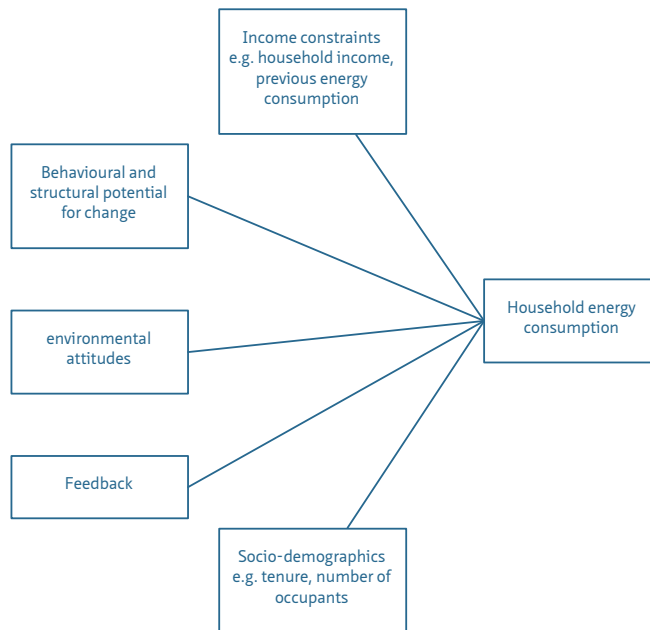 Income constraints
e.g. household income,
previous energy
consumption
Behavioural and
structural potential
for change
Household energy
consumption
environmental
attitudes
Feedback
Socio-demographics
e.g. tenure, number of
occupants